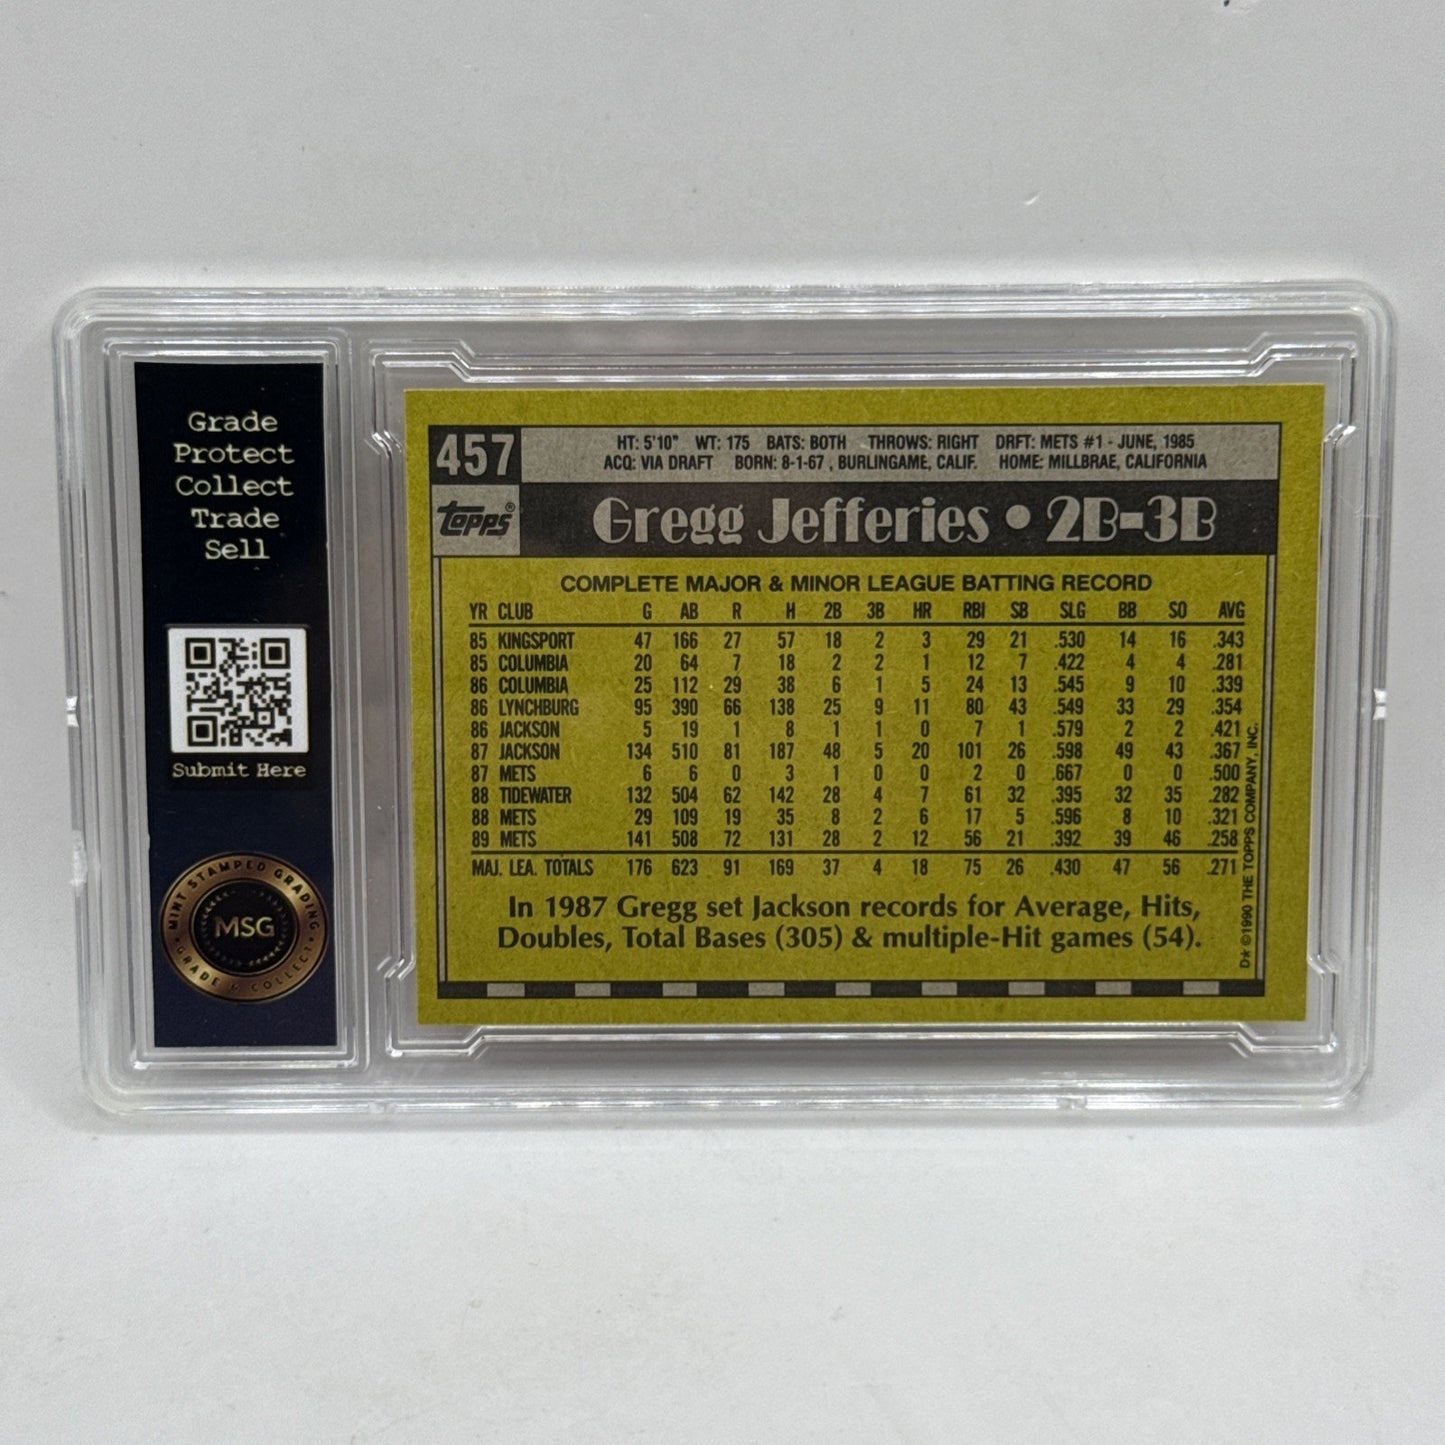 Grade
Protect
Collect
Trade
Sell
Submit Here
MINT STAMPED GRADING
MSG
GRADE & COLLECT
457
HT: 5'10" WT: 175 BATS: BOTH THROWS: RIGHT DRFT: METS #1 - JUNE, 1985
ACQ: VIA DRAFT BORN: 8-1-67 , BURLINGAME, CALIF. HOME: MILLBRAE, CALIFORNIA
Topps®
Gregg Jefferies • 2B-3B
COMPLETE MAJOR & MINOR LEAGUE BATTING RECORD
YR CLUB G AB R H 2B 3B HR RBI SB SLG BB SO AVG
85 KINGSPORT 47 166 27 57 18 2 3 29 21 .530 14 16 .343
85 COLUMBIA 20 64 7 18 2 2 1 12 7 .422 4 4 .281
86 COLUMBIA 25 112 29 38 6 1 5 24 13 .545 9 10 .339
86 LYNCHBURG 95 390 66 138 25 9 11 80 43 .549 33 29 .354
86 JACKSON 5 19 1 8 1 1 0 7 1 .579 2 2 .421
87 JACKSON 134 510 81 187 48 5 20 101 26 .598 49 43 .367
87 METS 6 6 0 3 1 0 0 2 0 .667 0 0 .500
88 TIDEWATER 132 504 62 142 28 4 7 61 32 .395 32 35 .282
88 METS 29 109 19 35 8 2 6 17 5 .596 8 10 .321
89 METS 141 508 72 131 28 2 12 56 21 .392 39 46 .258
MAJ. LEA. TOTALS 176 623 91 169 37 4 18 75 26 .430 47 56 .271
In 1987 Gregg set Jackson records for Average, Hits,
Doubles, Total Bases (305) & multiple-Hit games (54).
D★ ©1990 THE TOPPS COMPANY, INC.